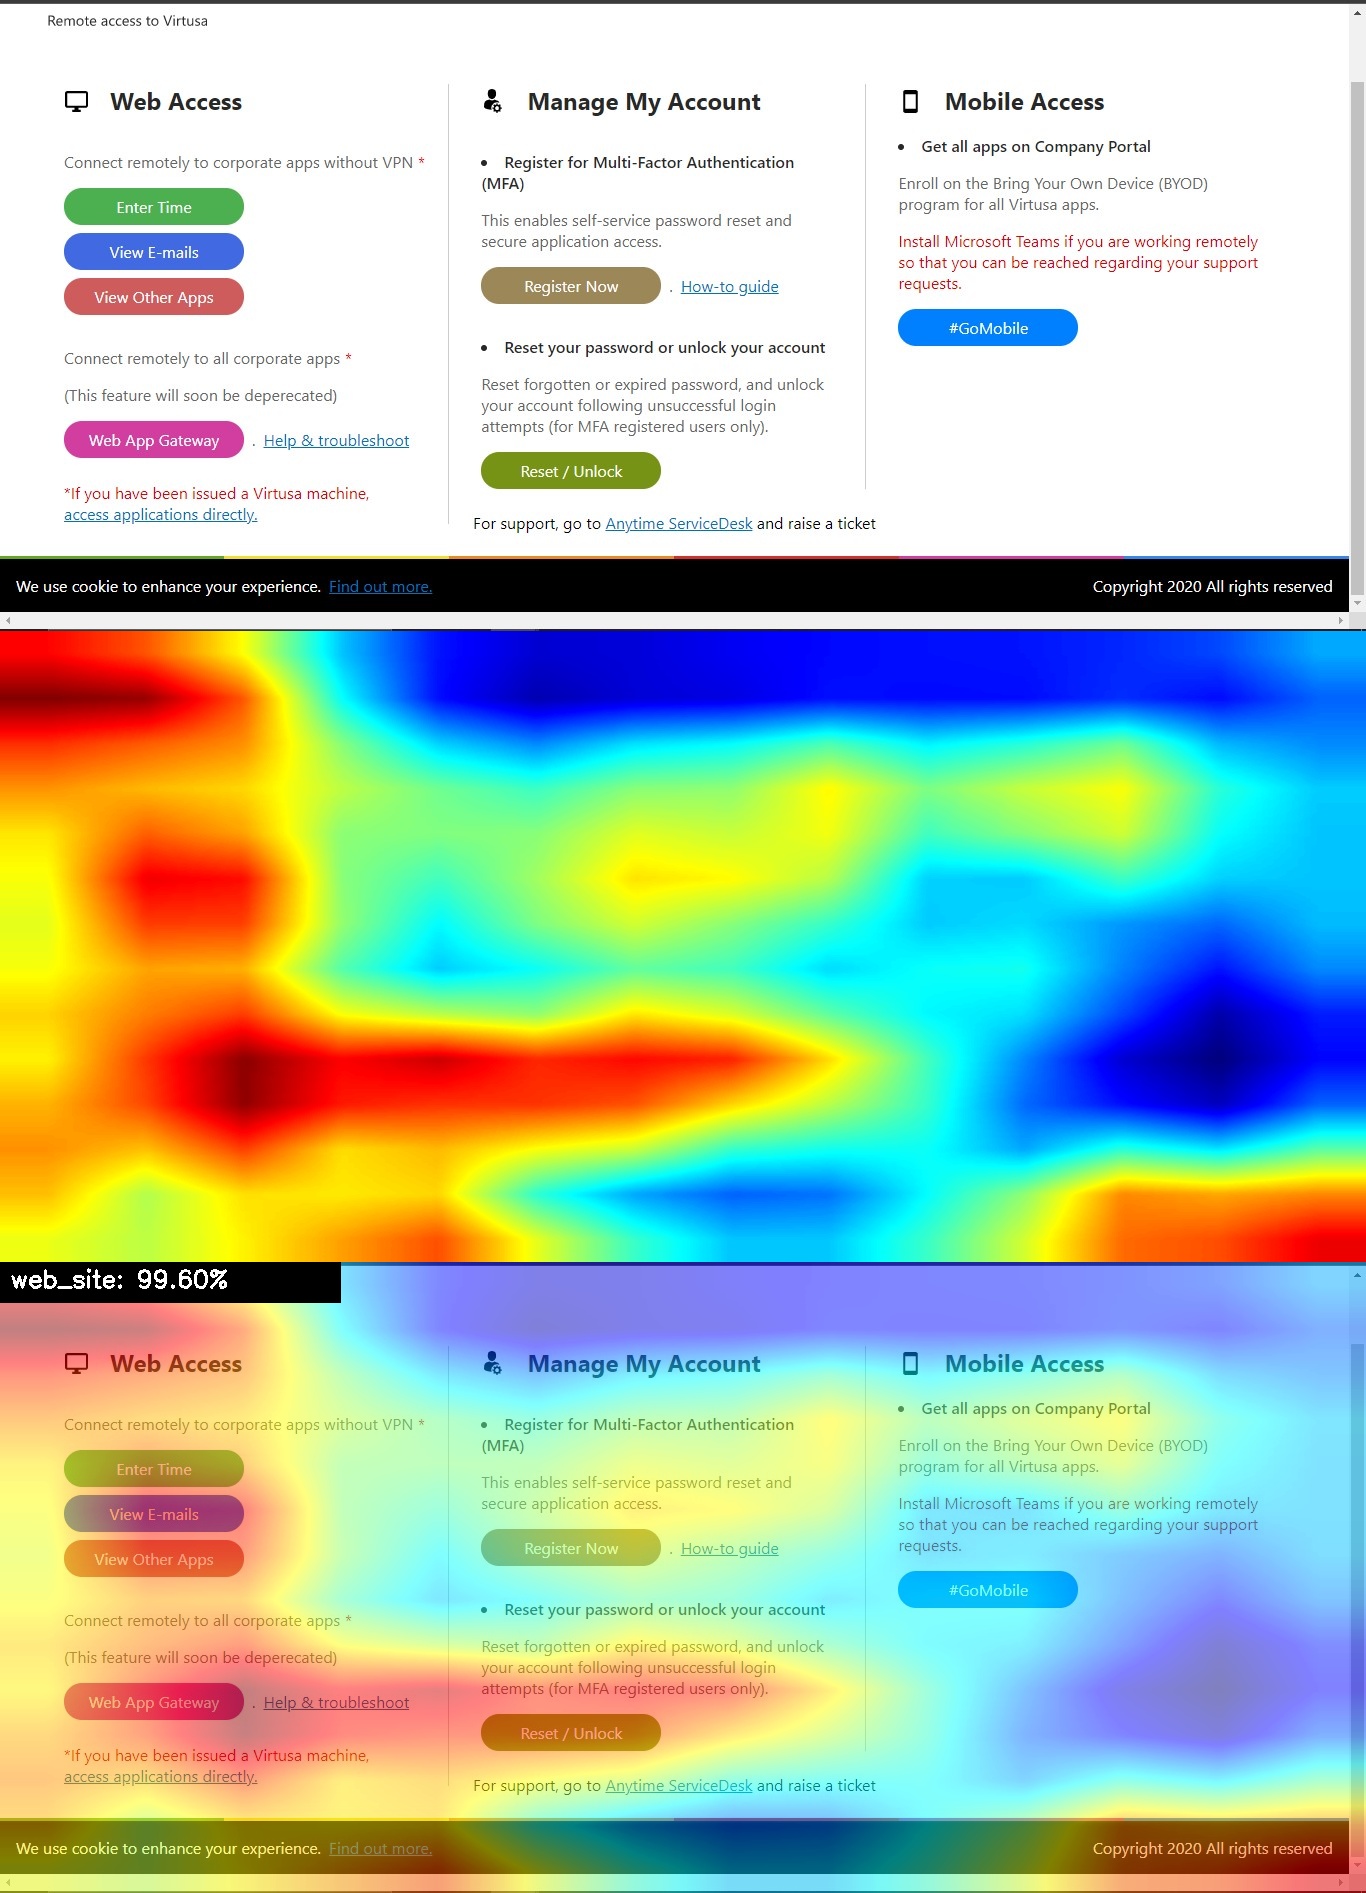 Remote access to Virtusa
Web Access
Connect remotely to corporate apps without VPN *
Enter Time
View E-mails
View Other Apps
Connect remotely to all corporate apps *
(This feature will soon be deperecated)
Web App Gateway . Help & troubleshoot
*If you have been issued a Virtusa machine,
access applications directly.
Manage My Account
• Register for Multi-Factor Authentication
(MFA)
This enables self-service password reset and
secure application access.
Register Now . How-to guide
• Reset your password or unlock your account
Reset forgotten or expired password, and unlock
your account following unsuccessful login
attempts (for MFA registered users only).
Reset / Unlock
Mobile Access
• Get all apps on Company Portal
Enroll on the Bring Your Own Device (BYOD)
program for all Virtusa apps.
Install Microsoft Teams if you are working remotely
so that you can be reached regarding your support
requests.
#GoMobile
For support, go to Anytime ServiceDesk and raise a ticket
We use cookie to enhance your experience. Find out more.
Copyright 2020 All rights reserved
web_site: 99.60%
Web Access
Connect remotely to corporate apps without VPN *
Enter Time
View E-mails
View Other Apps
Connect remotely to all corporate apps *
(This feature will soon be deperecated)
Web App Gateway . Help & troubleshoot
*If you have been issued a Virtusa machine,
access applications directly.
Manage My Account
• Register for Multi-Factor Authentication
(MFA)
This enables self-service password reset and
secure application access.
Register Now . How-to guide
• Reset your password or unlock your account
Reset forgotten or expired password, and unlock
your account following unsuccessful login
attempts (for MFA registered users only).
Reset / Unlock
Mobile Access
• Get all apps on Company Portal
Enroll on the Bring Your Own Device (BYOD)
program for all Virtusa apps.
Install Microsoft Teams if you are working remotely
so that you can be reached regarding your support
requests.
#GoMobile
For support, go to Anytime ServiceDesk and raise a ticket
We use cookie to enhance your experience. Find out more.
Copyright 2020 All rights reserved